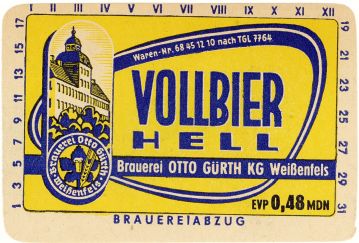 I II III IV V VI VII VIII IX X XI XII
17
15
13
11
9
7
5
3
1
19
21
23
25
27
29
31
Waren-Nr. 68 45 12 10 nach TGL 7764
VOLLBIER
HELL
Brauerei OTTO GÜRTH KG Weißenfels
Brauerei Otto Gürth
Weißenfels
EVP 0,48 MDN
BRAUEREIABZUG